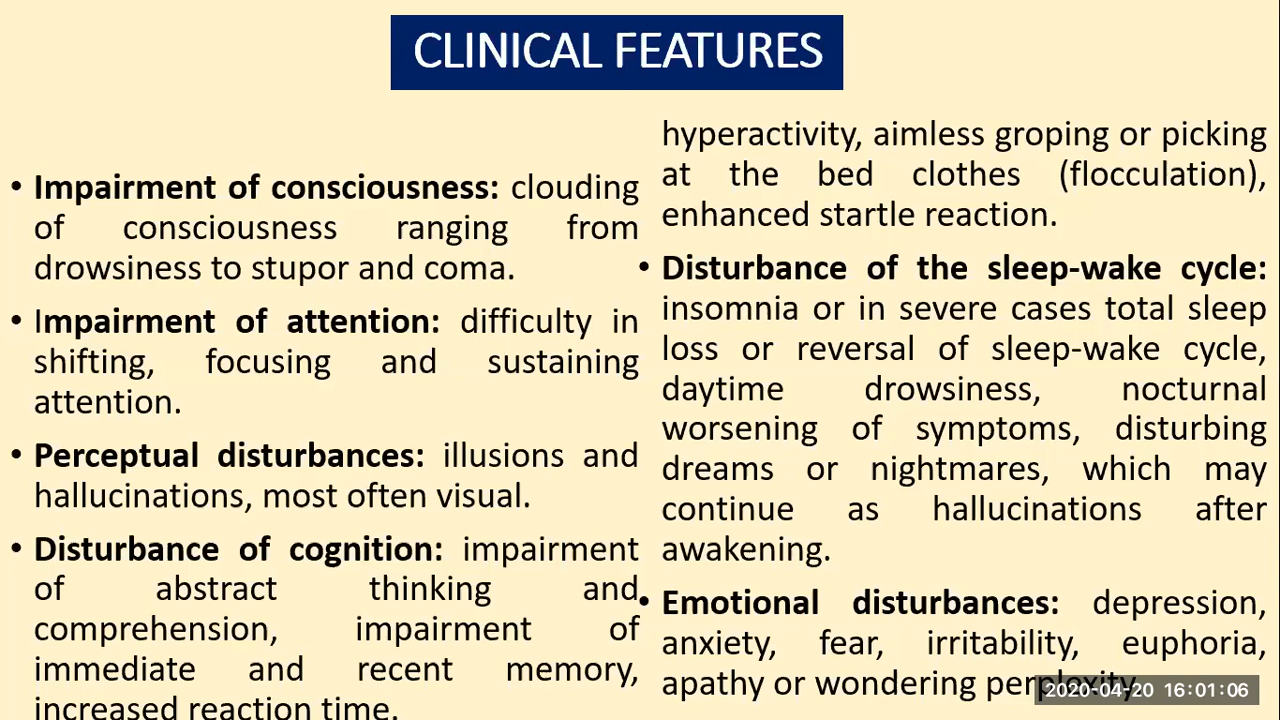 CLINICAL FEATURES
• Impairment of consciousness: clouding
of consciousness ranging from
drowsiness to stupor and coma.
• Impairment of attention: difficulty in
shifting, focusing and sustaining
attention.
• Perceptual disturbances: illusions and
hallucinations, most often visual.
• Disturbance of cognition: impairment
of abstract thinking and
comprehension, impairment of
immediate and recent memory,
increased reaction time.
hyperactivity, aimless groping or picking
at the bed clothes (flocculation),
enhanced startle reaction.
• Disturbance of the sleep-wake cycle:
insomnia or in severe cases total sleep
loss or reversal of sleep-wake cycle,
daytime drowsiness, nocturnal
worsening of symptoms, disturbing
dreams or nightmares, which may
continue as hallucinations after
awakening.
• Emotional disturbances: depression,
anxiety, fear, irritability, euphoria,
apathy or wondering perplexity.
2020-04-20 16:01:06